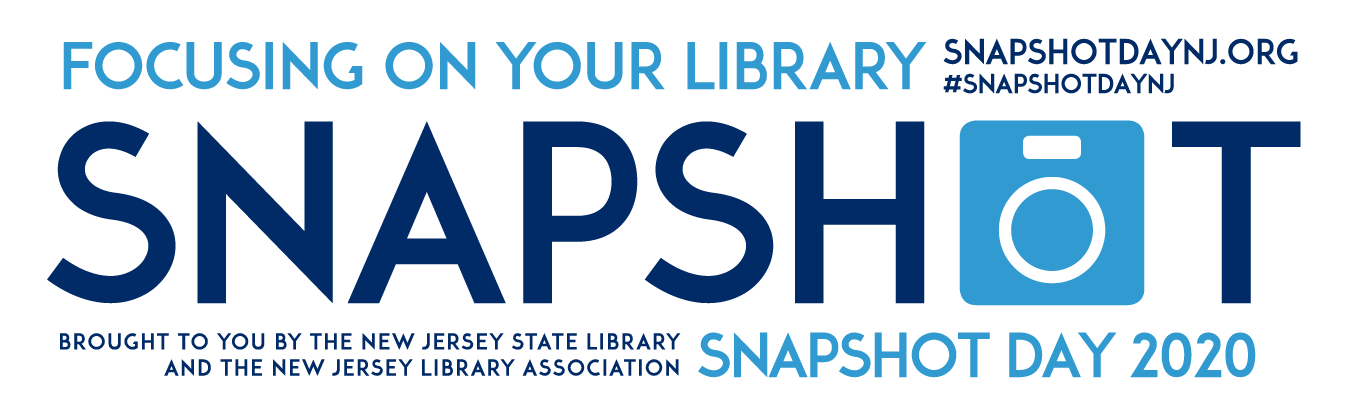 FOCUSING ON YOUR LIBRARY
SNAPSHOTDAYNJ.ORG
#SNAPSHOTDAYNJ
SNAPSHOT
BROUGHT TO YOU BY THE NEW JERSEY STATE LIBRARY
AND THE NEW JERSEY LIBRARY ASSOCIATION
SNAPSHOT DAY 2020